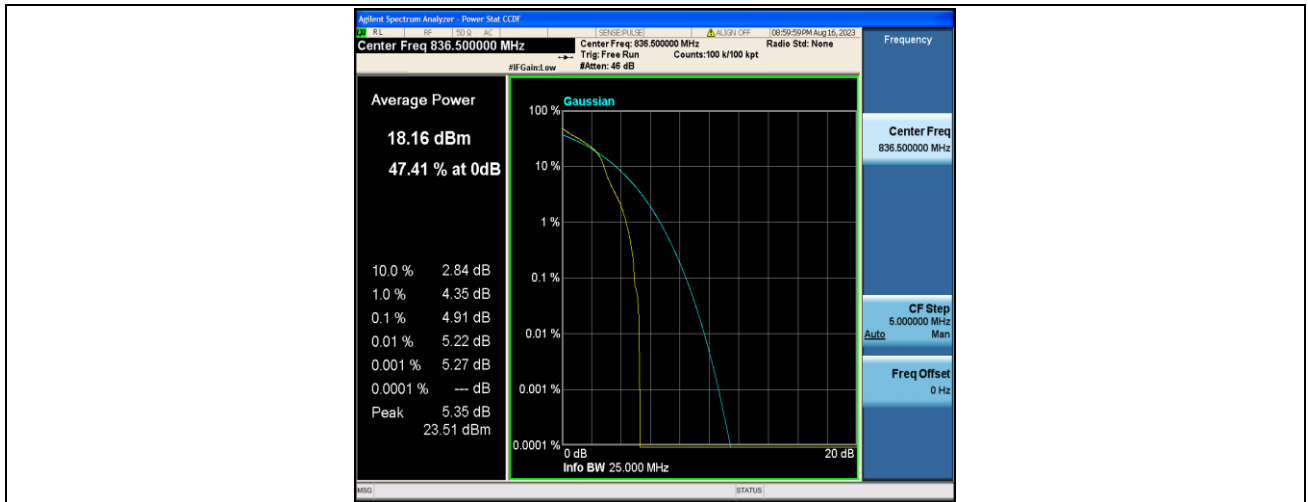 Agilent Spectrum Analyzer - Power Stat CCDF
RL RF 50 Ω AC SENSE:PULSE ALIGN OFF 08:59:59PM Aug 16, 2023
Center Freq 836.500000 MHz
Center Freq: 836.500000 MHz Radio Std: None
Trig: Free Run Counts:100 k/100 kpt
#IFGain:Low #Atten: 46 dB
Frequency
Average Power
18.16 dBm
47.41 % at 0dB
10.0 % 2.84 dB
1.0 % 4.35 dB
0.1 % 4.91 dB
0.01 % 5.22 dB
0.001 % 5.27 dB
0.0001 % --- dB
Peak 5.35 dB
23.51 dBm
Gaussian
100 %
10 %
1 %
0.1 %
0.01 %
0.001 %
0.0001 %
0 dB 20 dB
Info BW 25.000 MHz
Center Freq
836.500000 MHz
CF Step
5.000000 MHz
Auto Man
Freq Offset
0 Hz
MSG STATUS